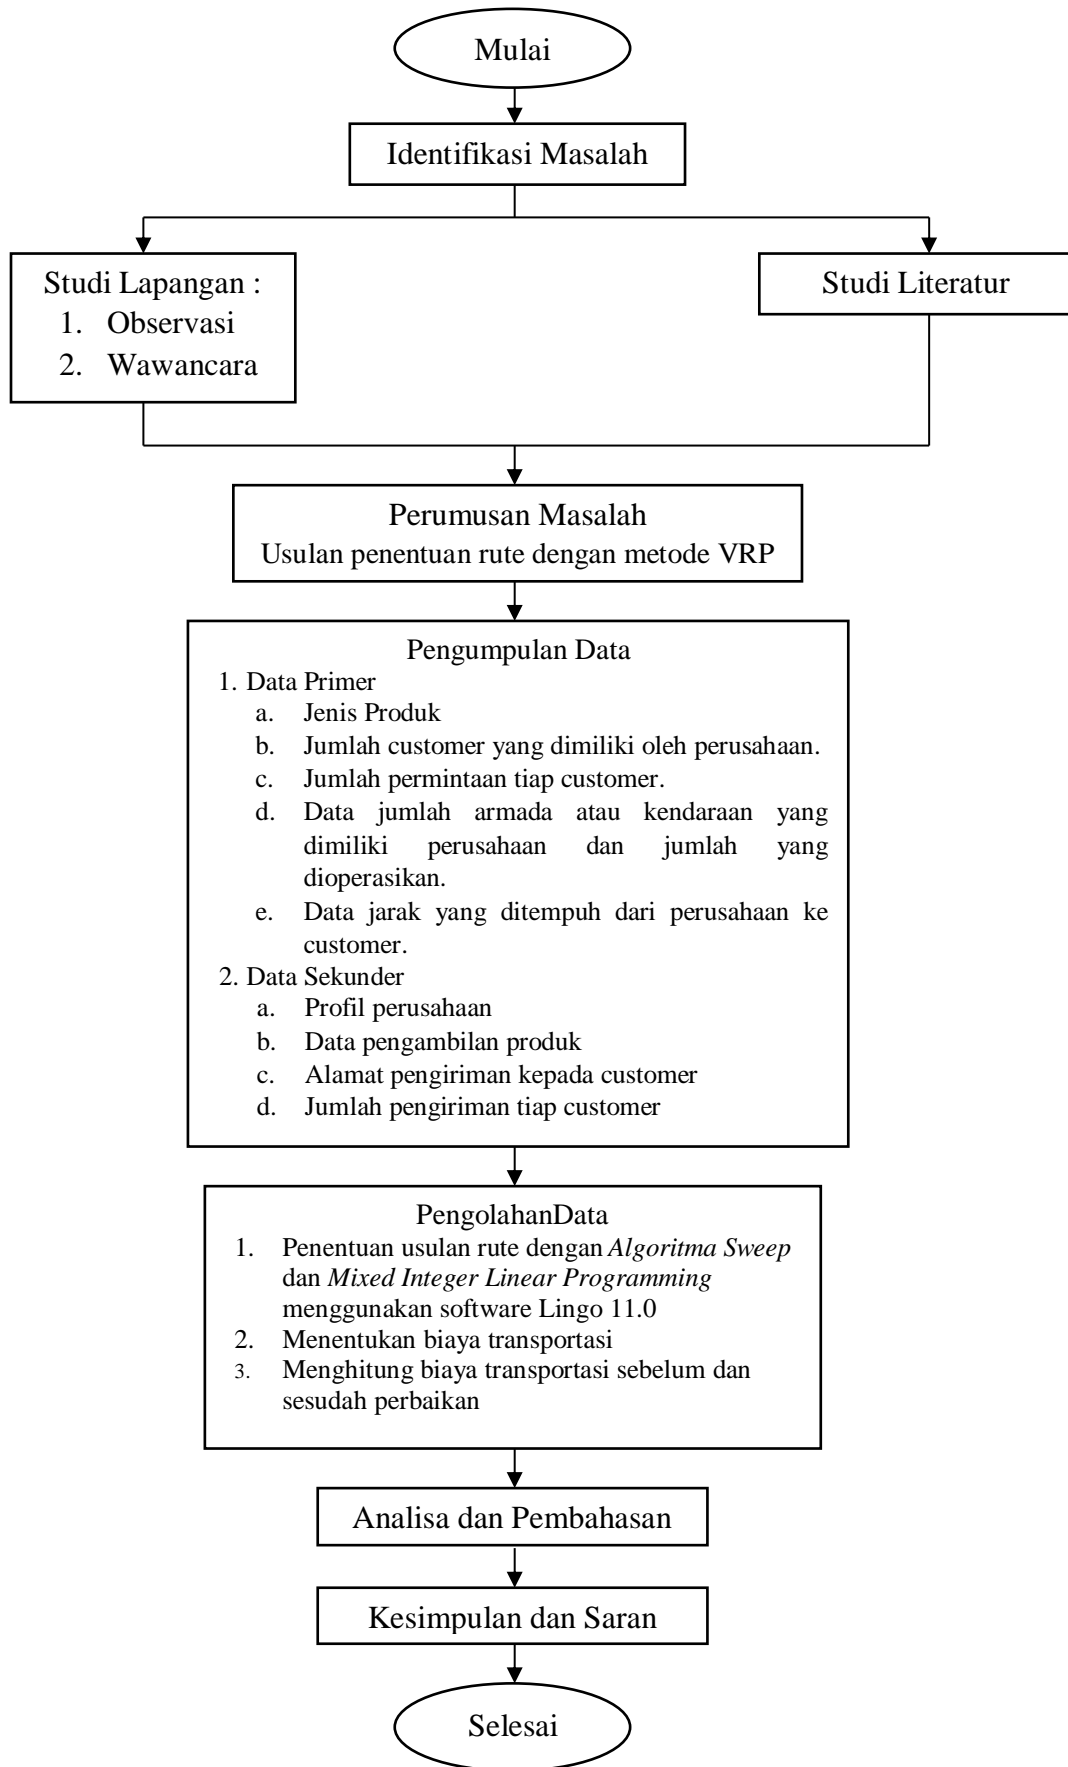 Mulai
Identifikasi Masalah
Studi Lapangan :
1. Observasi
2. Wawancara
Studi Literatur
Perumusan Masalah
Usulan penentuan rute dengan metode VRP
Pengumpulan Data
1. Data Primer
a. Jenis Produk
b. Jumlah customer yang dimiliki oleh perusahaan.
c. Jumlah permintaan tiap customer.
d. Data jumlah armada atau kendaraan yang
dimiliki perusahaan dan jumlah yang
dioperasikan.
e. Data jarak yang ditempuh dari perusahaan ke
customer.
2. Data Sekunder
a. Profil perusahaan
b. Data pengambilan produk
c. Alamat pengiriman kepada customer
d. Jumlah pengiriman tiap customer
PengolahanData
1. Penentuan usulan rute dengan Algoritma Sweep
dan Mixed Integer Linear Programming
menggunakan software Lingo 11.0
2. Menentukan biaya transportasi
3. Menghitung biaya transportasi sebelum dan
sesudah perbaikan
Analisa dan Pembahasan
Kesimpulan dan Saran
Selesai